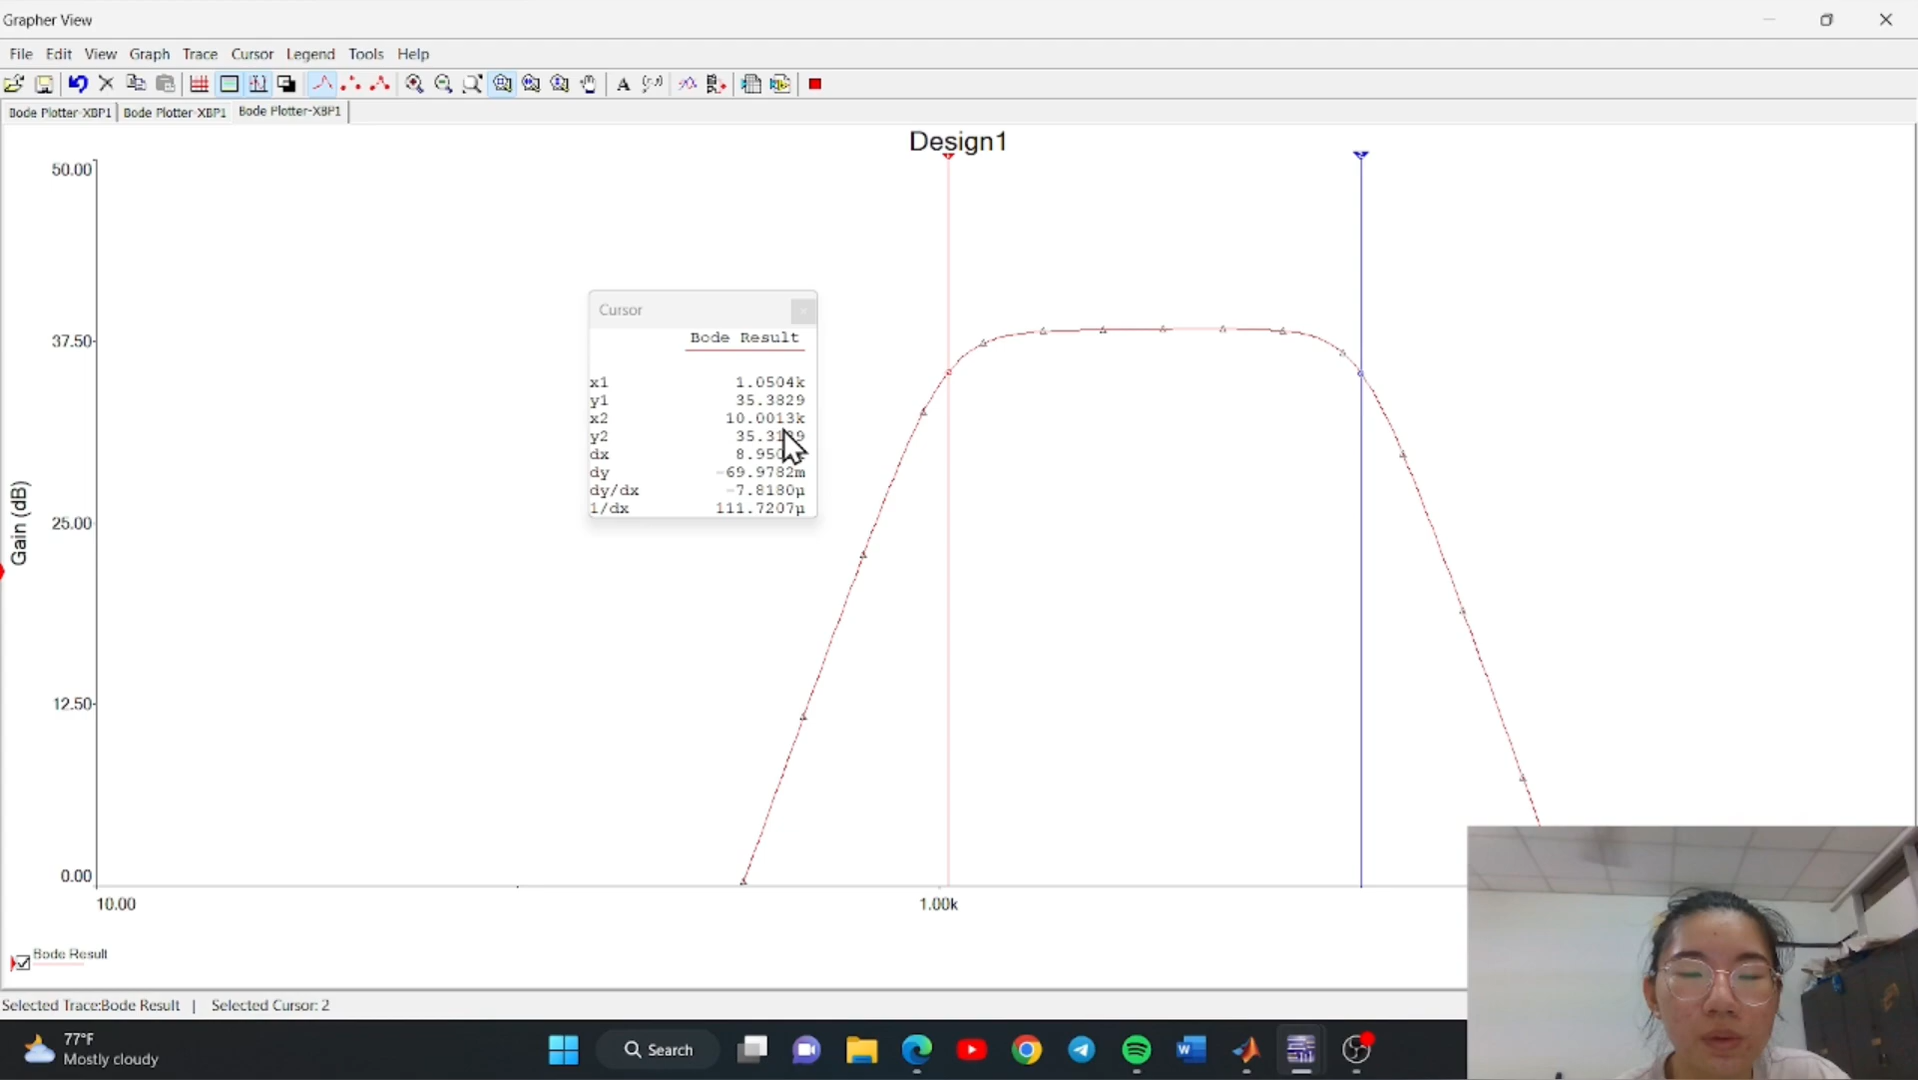 Grapher View
File Edit View Graph Trace Cursor Legend Tools Help
A
Bode Plotter-XBP1 Bode Plotter-XBP1 Bode Plotter-XBP1
Design1
50.00
37.50
25.00
12.50
0.00
Gain (dB)
Cursor
Bode Result
x1 1.0504k
y1 35.3829
x2 10.0013k
y2
dx
dy -69.9782m
dy/dx -7.8180µ
1/dx 111.7207µ
10.00 1.00k
Bode Result
Selected Trace:Bode Result | Selected Cursor: 2
77°F
Mostly cloudy
Search